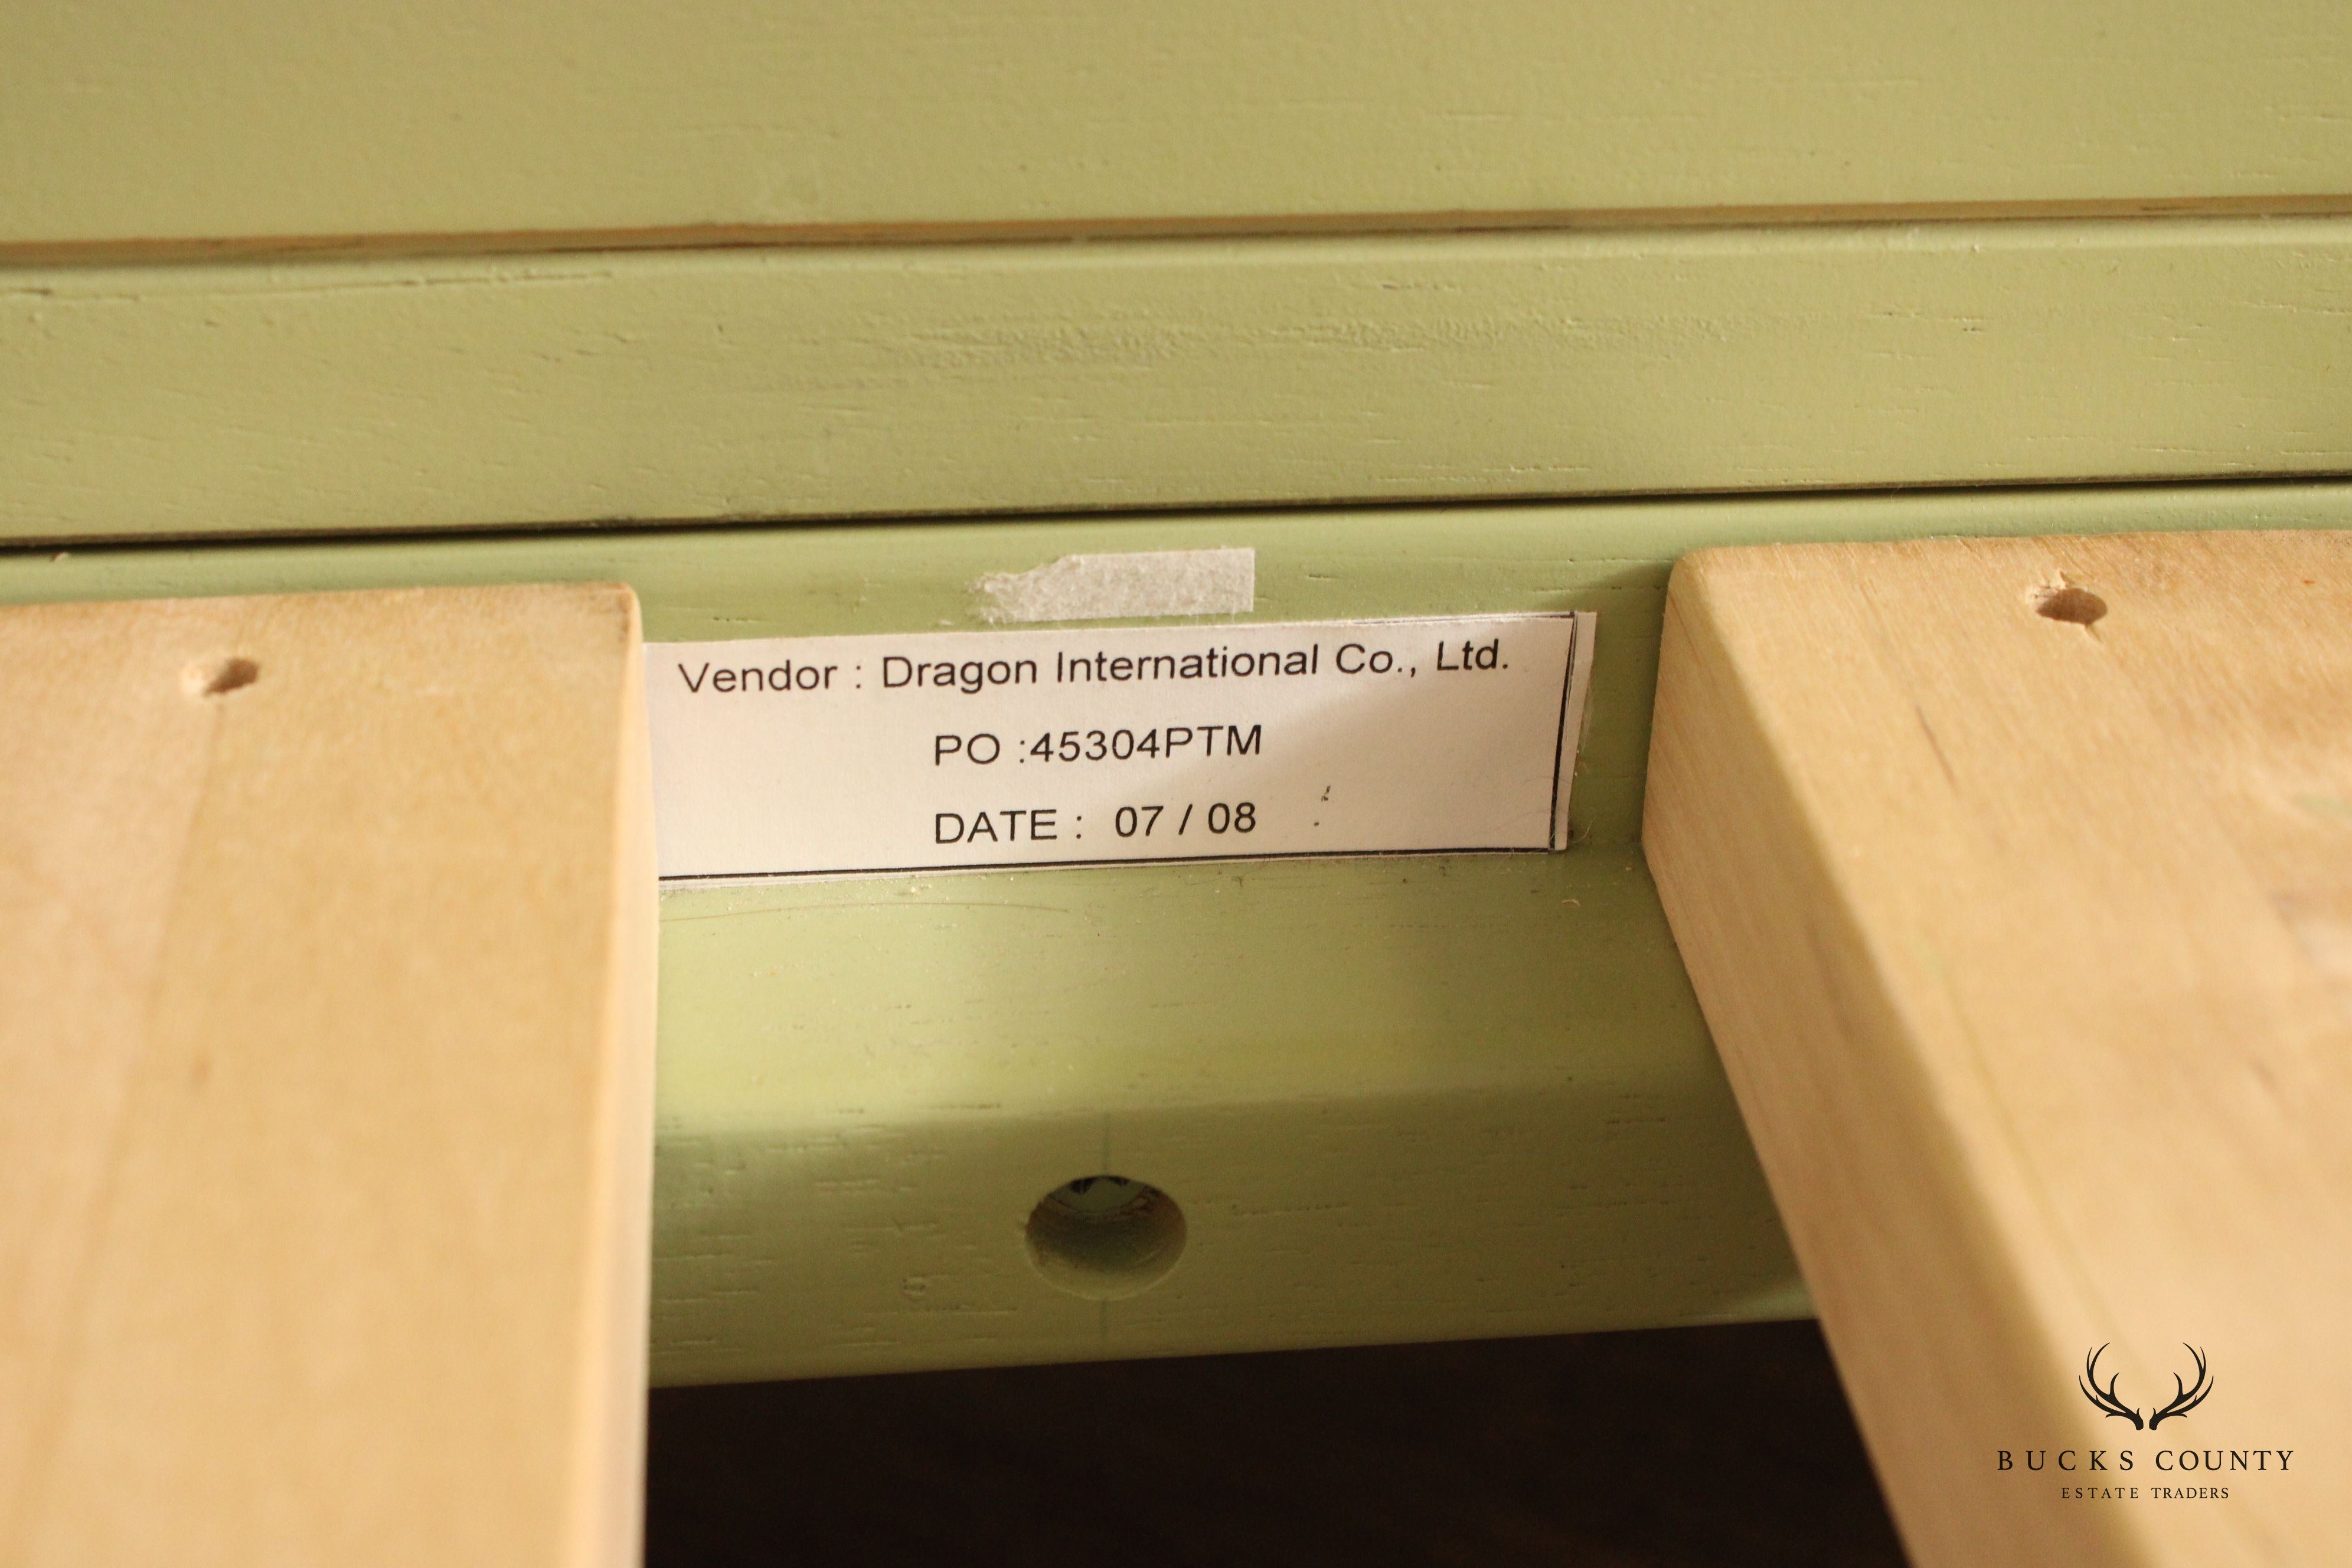 Vendor : Dragon International Co., Ltd.
PO :45304PTM
DATE : 07 / 08
BUCKS COUNTY
ESTATE TRADERS